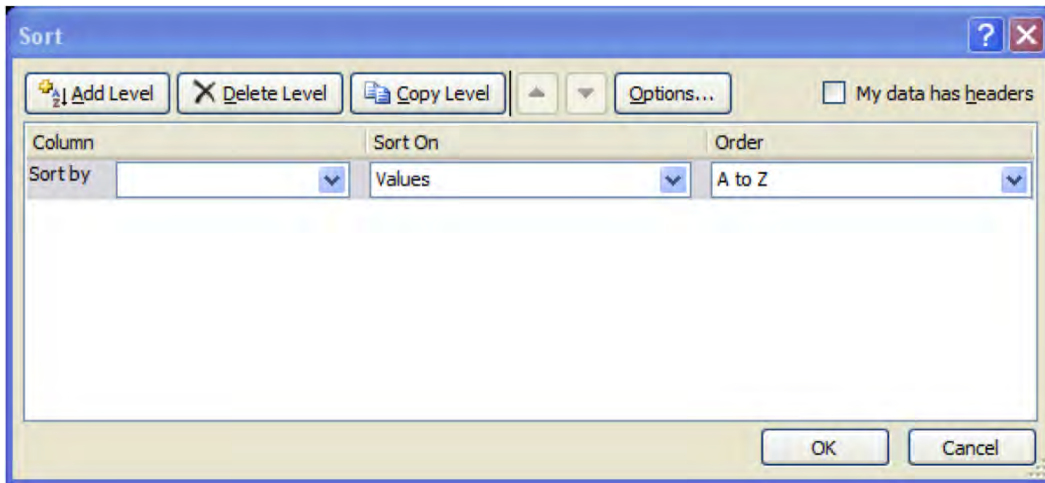 Sort
Add Level Delete Level Copy Level Options... My data has headers
Column Sort On Order
Sort by Values A to Z
OK Cancel